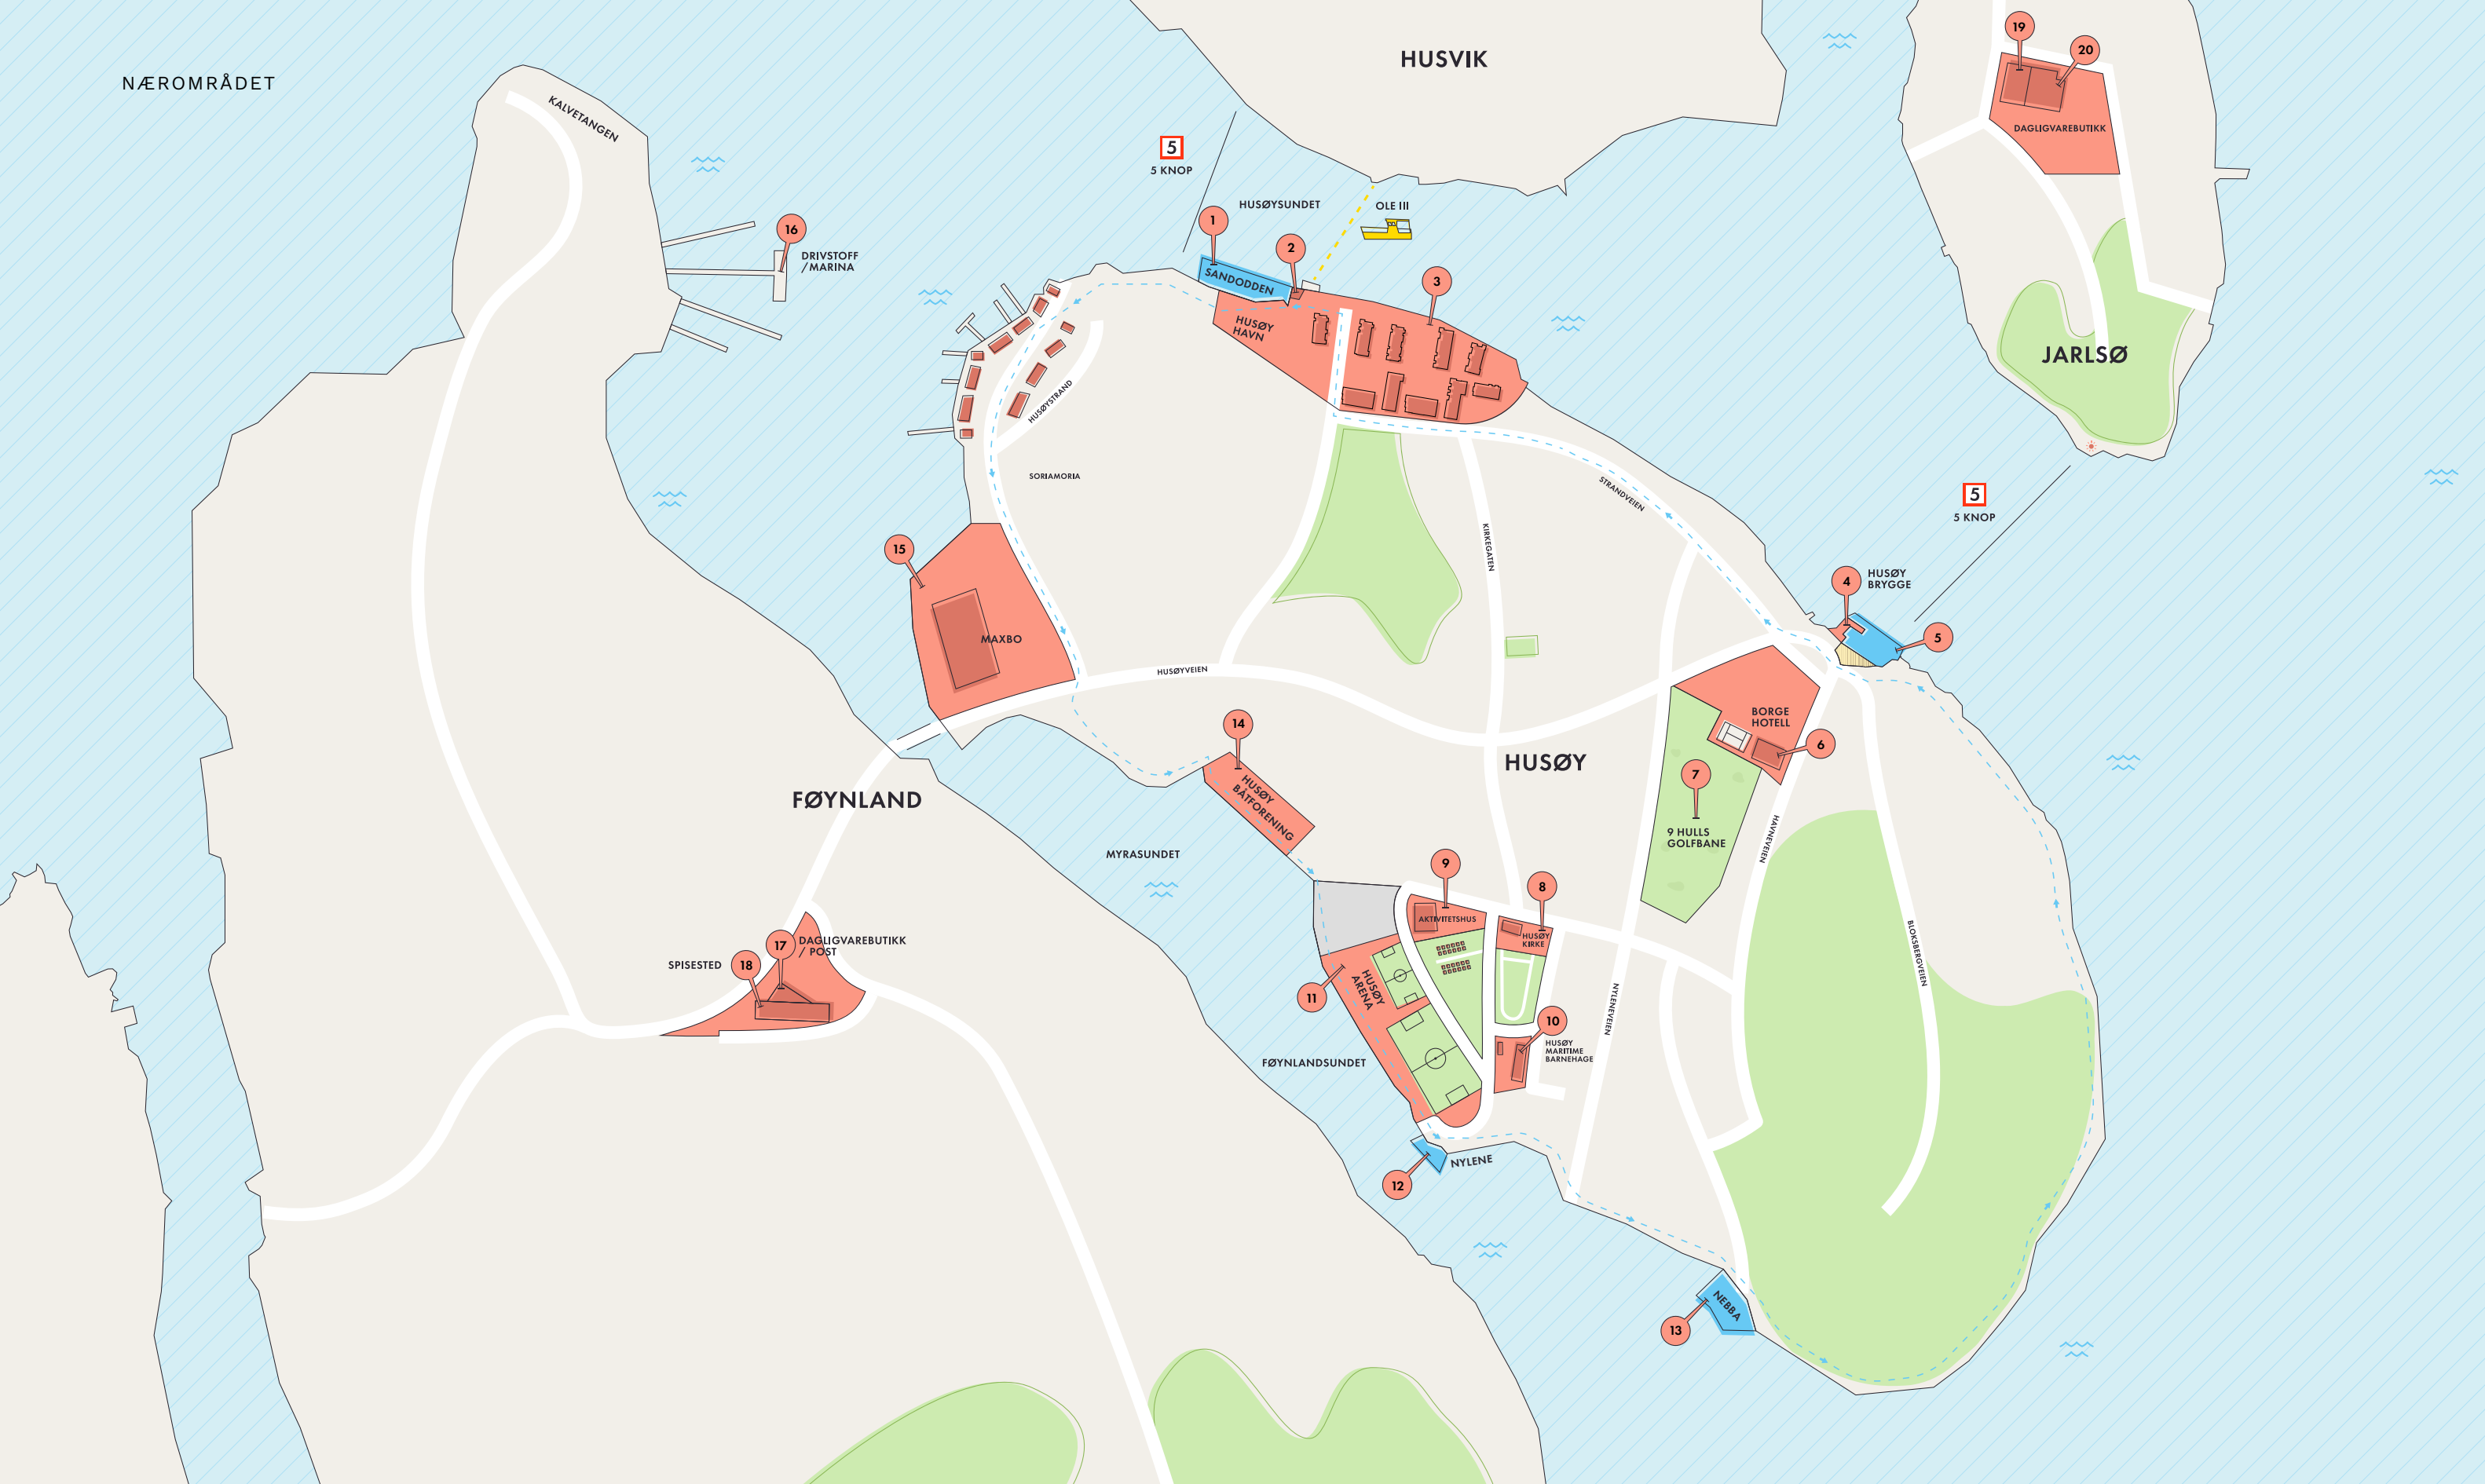 NÆROMRÅDET
HUSVIK
19
20
DAGLIGVAREBUTIKK
KALVETANGEN
5
5 KNOP
HUSØYSUNDET
OLE III
1
2
3
16
DRIVSTOFF
/MARINA
SANDODDEN
HUSØY
HAVN
JARLSØ
HUSØYSTRAND
SORIAMORIA
STRANDVEIEN
5
5 KNOP
KIRKEGATEN
15
MAXBO
4
HUSØY
BRYGGE
5
HUSØYVEIEN
14
BORGE
HOTELL
6
HUSØY
7
FØYNLAND
HUSØY
BÅTFORENING
9 HULLS
GOLFBANE
HAVNEVEIEN
MYRASUNDET
9
8
AKTIVITETSHUS
HUSØY
KIRKE
BLOKSBERGVEIEN
17
DAGLIGVAREBUTIKK
/ POST
SPISESTED
18
11
HUSØY
ARENA
NYLENEVEIEN
10
HUSØY
MARITIME
BARNEHAGE
FØYNLANDSUNDET
12
NYLENE
NEBBA
13